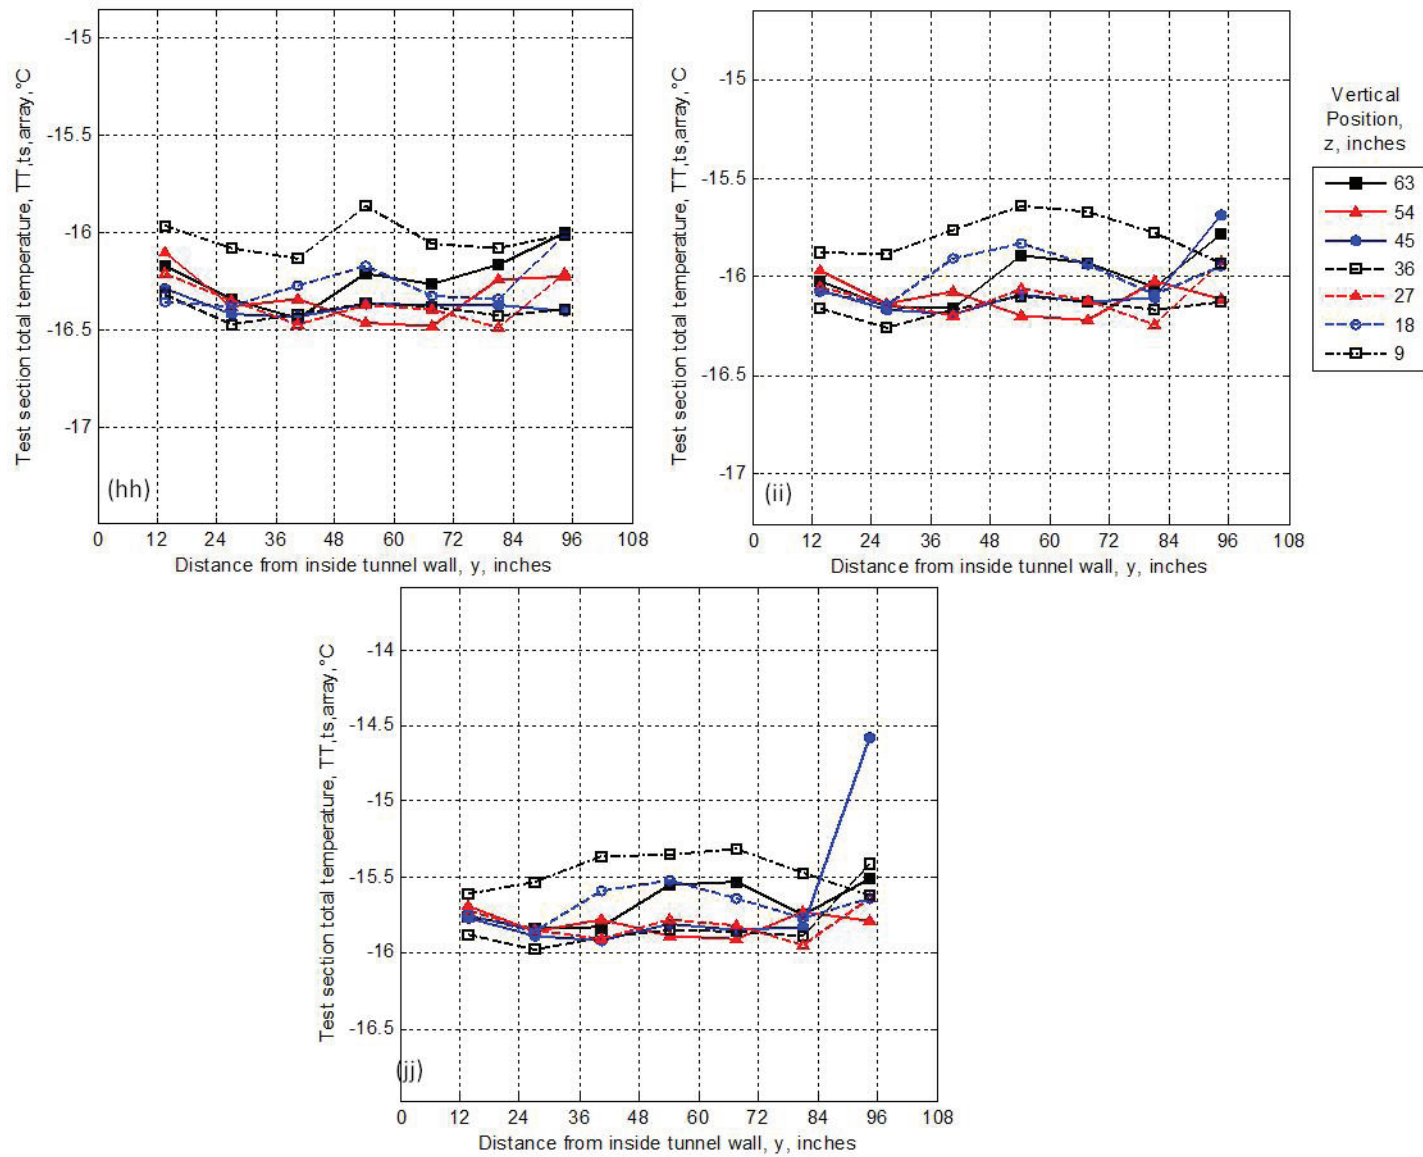 Test section total temperature, TT,ts,array,°C
-15
-15.5
-16
-16.5
-17
(hh)
0 12 24 36 48 60 72 84 96 108
Distance from inside tunnel wall, y, inches
Test section total temperature, TT,ts,array,°C
-15
-15.5
-16
-16.5
-17
(ii)
0 12 24 36 48 60 72 84 96 108
Distance from inside tunnel wall, y, inches
Vertical
Position,
z, inches
63
54
45
36
27
18
9
Test section total temperature, TT,ts,array,°C
-14
-14.5
-15
-15.5
-16
-16.5
(jj)
0 12 24 36 48 60 72 84 96 108
Distance from inside tunnel wall, y, inches